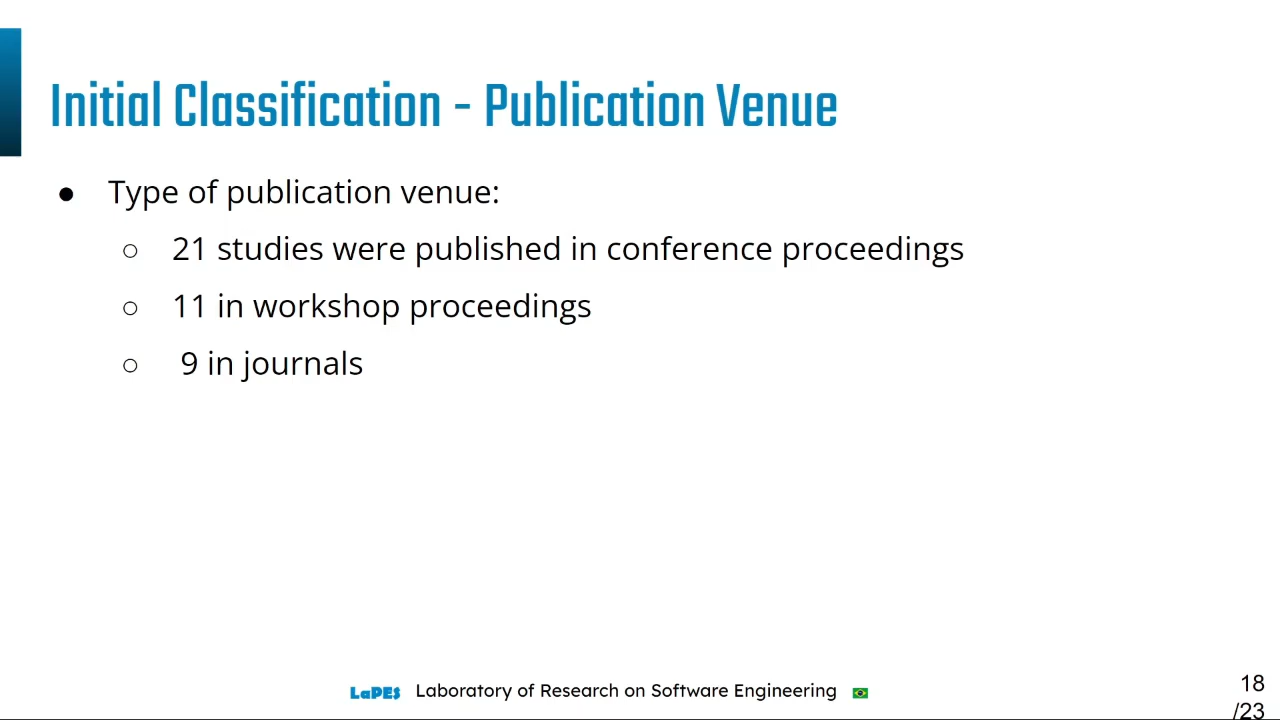 Initial Classification - Publication Venue
● Type of publication venue:
○ 21 studies were published in conference proceedings
○ 11 in workshop proceedings
○ 9 in journals
LaPES Laboratory of Research on Software Engineering
18
/23